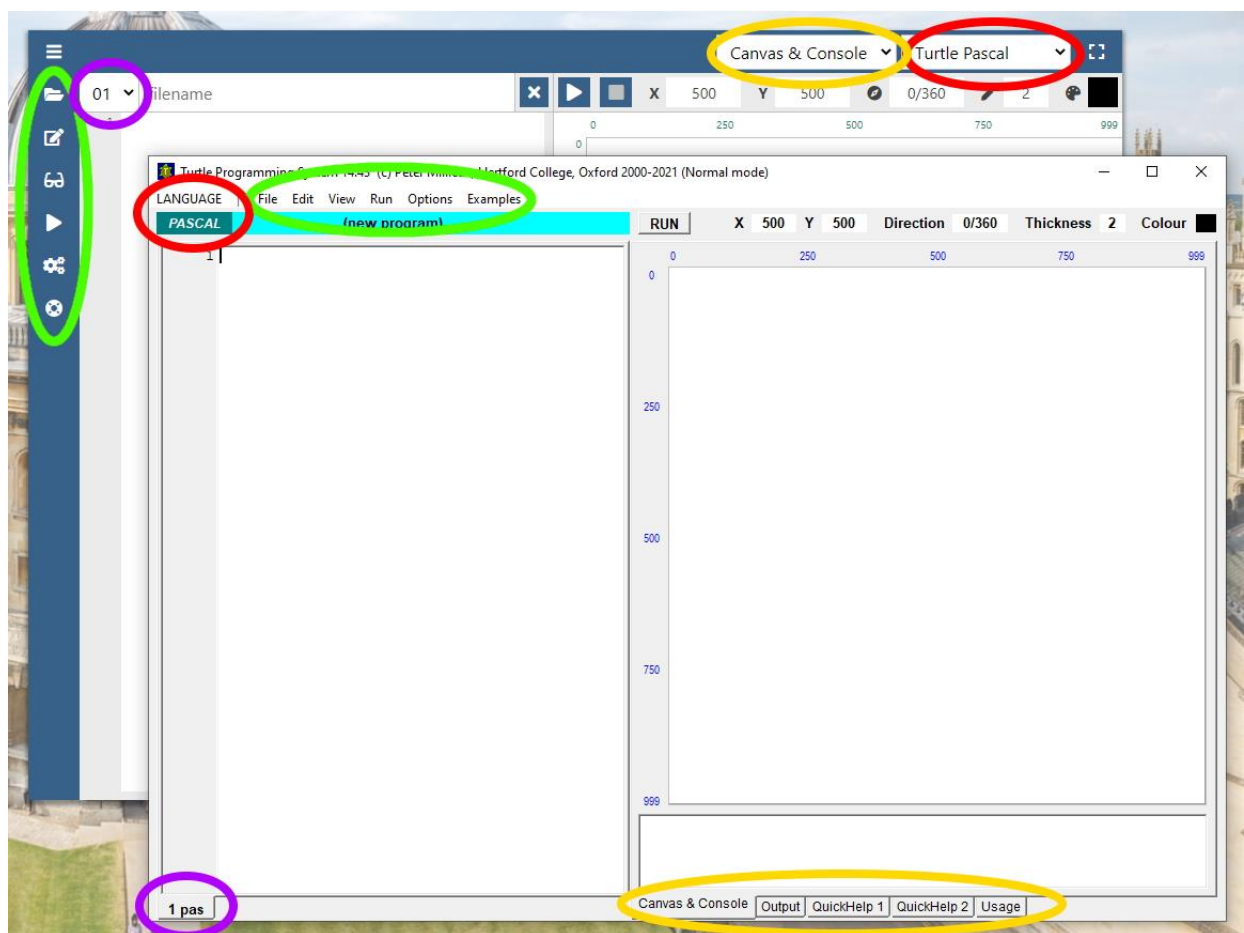 Canvas & Console Turtle Pascal
01 filename X 500 Y 500 0/360 2
0 250 500 750 999
0
Turtle Programming System 14.45 (c) Peter Millican, Hertford College, Oxford 2000-2021 (Normal mode)
LANGUAGE File Edit View Run Options Examples
PASCAL (new program) RUN X 500 Y 500 Direction 0/360 Thickness 2 Colour
1
0 250 500 750 999
0
250
500
750
999
1 pas
Canvas & Console Output QuickHelp 1 QuickHelp 2 Usage